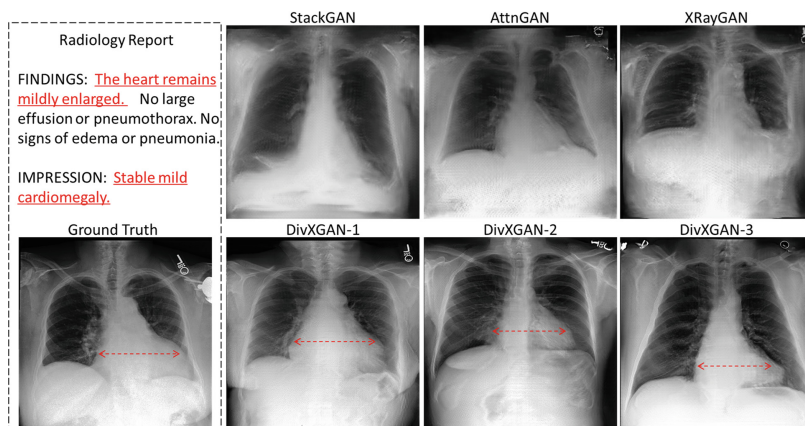 Radiology Report
FINDINGS: The heart remains
mildly enlarged. No large
effusion or pneumothorax. No
signs of edema or pneumonia.
IMPRESSION: Stable mild
cardiomegaly.
StackGAN
AttnGAN
XRayGAN
Ground Truth
DivXGAN-1
DivXGAN-2
DivXGAN-3